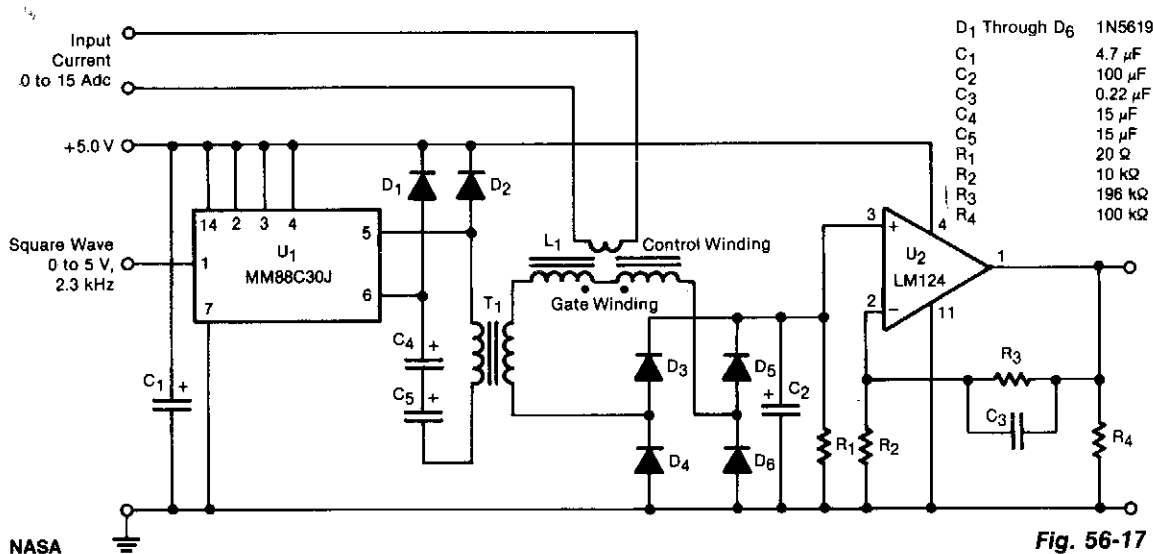 Input
Current
0 to 15 Adc
+5.0 V
Square Wave
0 to 5 V,
2.3 kHz
14
2
3
4
U1
MM88C30J
1
5
6
7
D1
D2
L1
Control Winding
Gate Winding
T1
C4 +
C5 +
C1 +
D3
D5
D4
D6
+ C2
R1
R2
3
+
U2
LM124
2
−
4
1
11
R3
C3
R4
D1 Through D6 1N5619
C1 4.7 μF
C2 100 μF
C3 0.22 μF
C4 15 μF
C5 15 μF
R1 20 Ω
R2 10 kΩ
R3 196 kΩ
R4 100 kΩ
NASA
Fig. 56-17